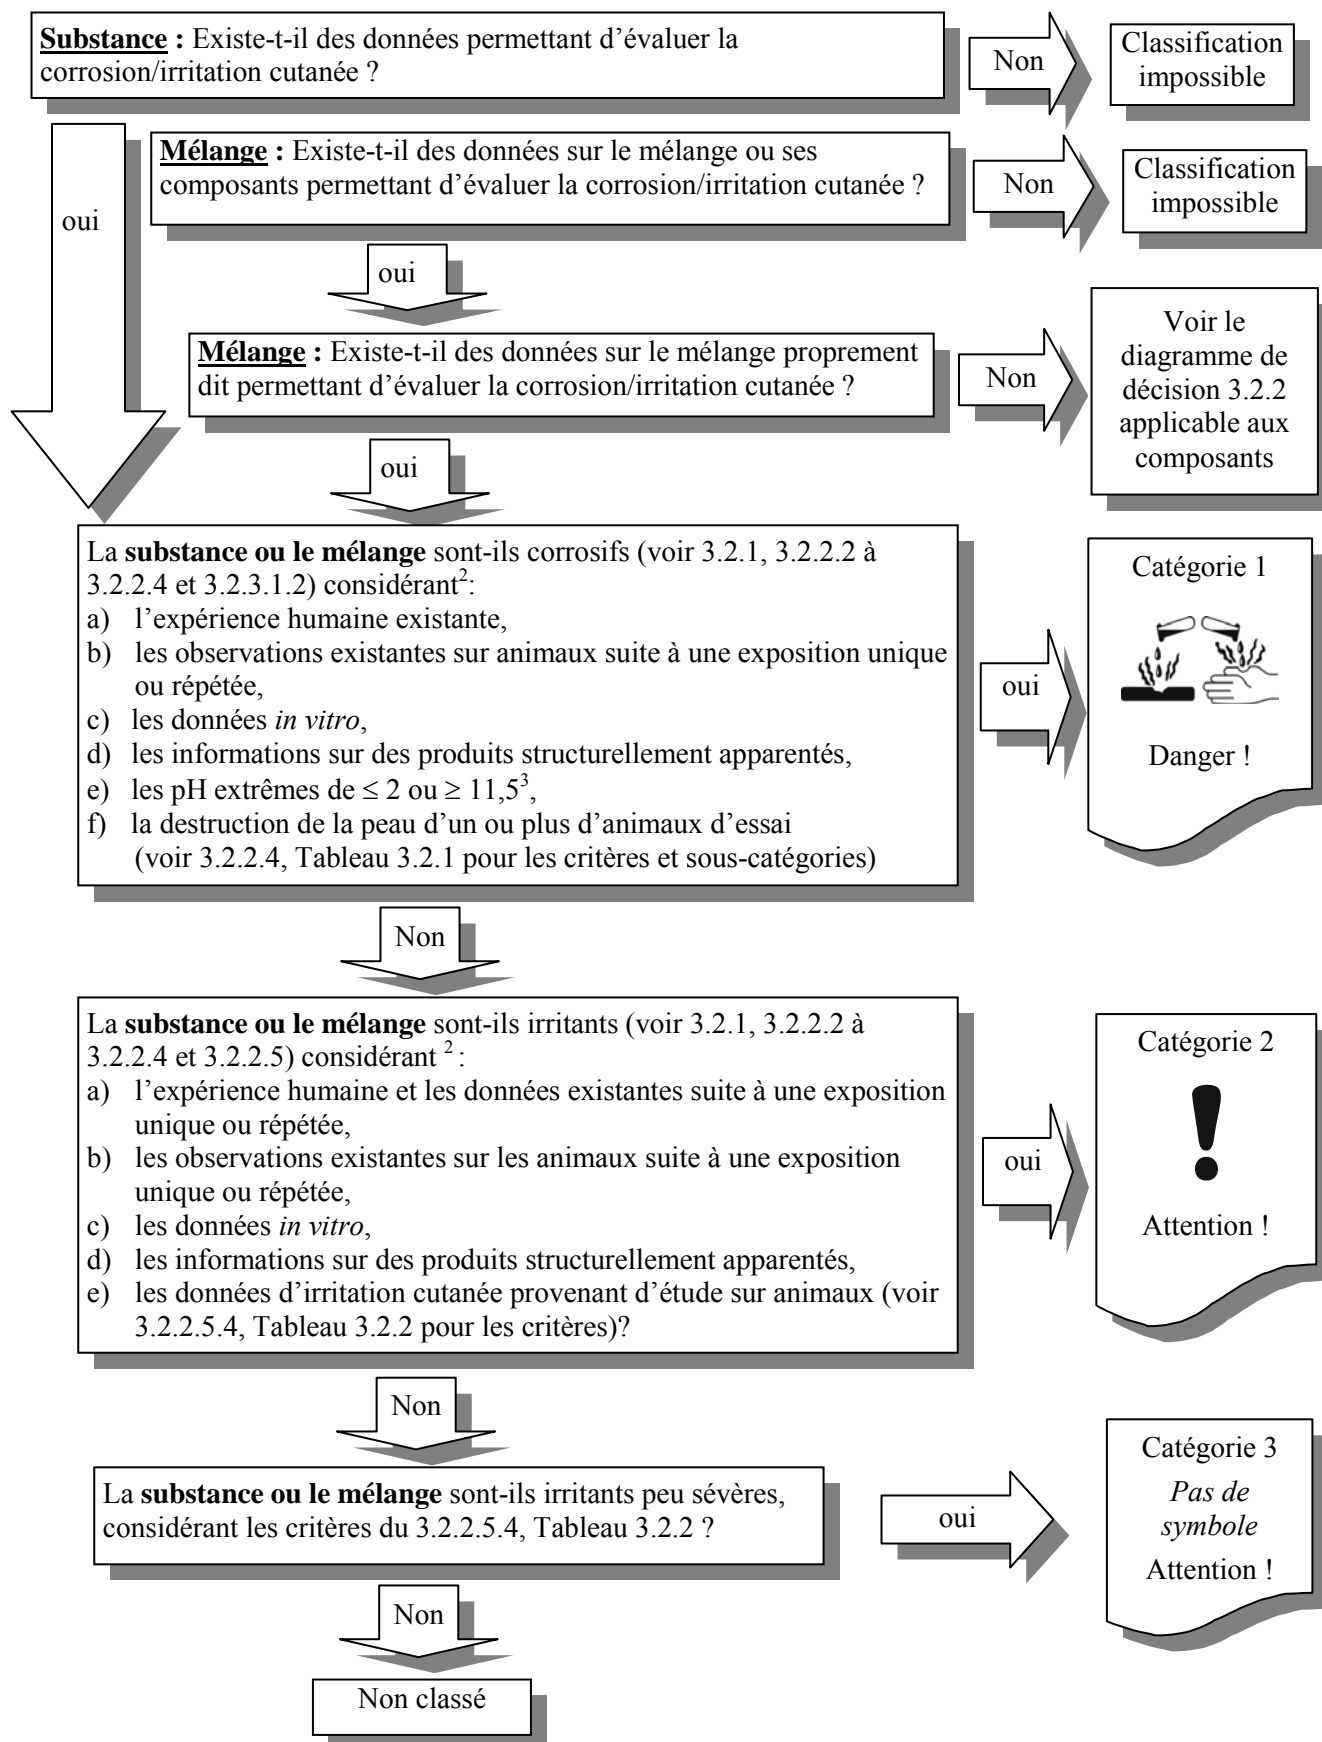 Substance : Existe-t-il des données permettant d’évaluer la
corrosion/irritation cutanée ?
Non
Classification
impossible
Mélange : Existe-t-il des données sur le mélange ou ses
composants permettant d’évaluer la corrosion/irritation cutanée ?
Non
Classification
impossible
oui
oui
Mélange : Existe-t-il des données sur le mélange proprement
dit permettant d’évaluer la corrosion/irritation cutanée ?
Non
Voir le
diagramme de
décision 3.2.2
applicable aux
composants
oui
La substance ou le mélange sont-ils corrosifs (voir 3.2.1, 3.2.2.2 à
3.2.2.4 et 3.2.3.1.2) considérant²:
a) l’expérience humaine existante,
b) les observations existantes sur animaux suite à une exposition unique
ou répétée,
c) les données in vitro,
d) les informations sur des produits structurellement apparentés,
e) les pH extrêmes de ≤ 2 ou ≥ 11,5³,
f) la destruction de la peau d’un ou plus d’animaux d’essai
(voir 3.2.2.4, Tableau 3.2.1 pour les critères et sous-catégories)
oui
Catégorie 1
Danger !
Non
La substance ou le mélange sont-ils irritants (voir 3.2.1, 3.2.2.2 à
3.2.2.4 et 3.2.2.5) considérant ² :
a) l’expérience humaine et les données existantes suite à une exposition
unique ou répétée,
b) les observations existantes sur les animaux suite à une exposition
unique ou répétée,
c) les données in vitro,
d) les informations sur des produits structurellement apparentés,
e) les données d’irritation cutanée provenant d’étude sur animaux (voir
3.2.2.5.4, Tableau 3.2.2 pour les critères)?
oui
Catégorie 2
Attention !
Non
La substance ou le mélange sont-ils irritants peu sévères,
considérant les critères du 3.2.2.5.4, Tableau 3.2.2 ?
oui
Catégorie 3
Pas de
symbole
Attention !
Non
Non classé